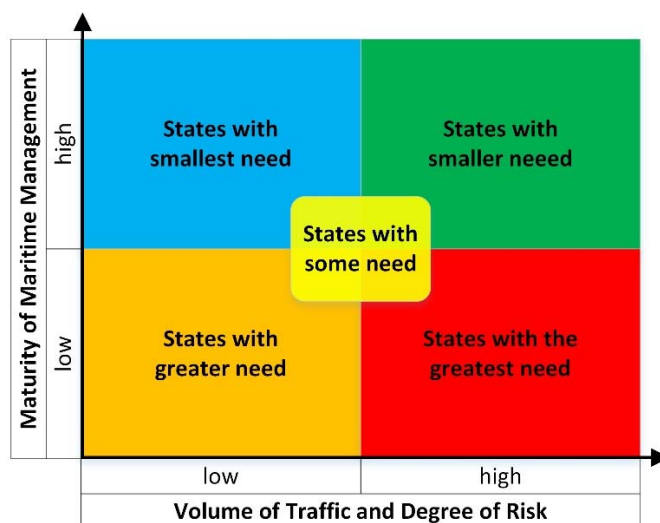 Maturity of Maritime Management
high
low
States with
smallest need
States with
smaller neeed
States with
some need
States with
greater need
States with the
greatest need
low
high
Volume of Traffic and Degree of Risk